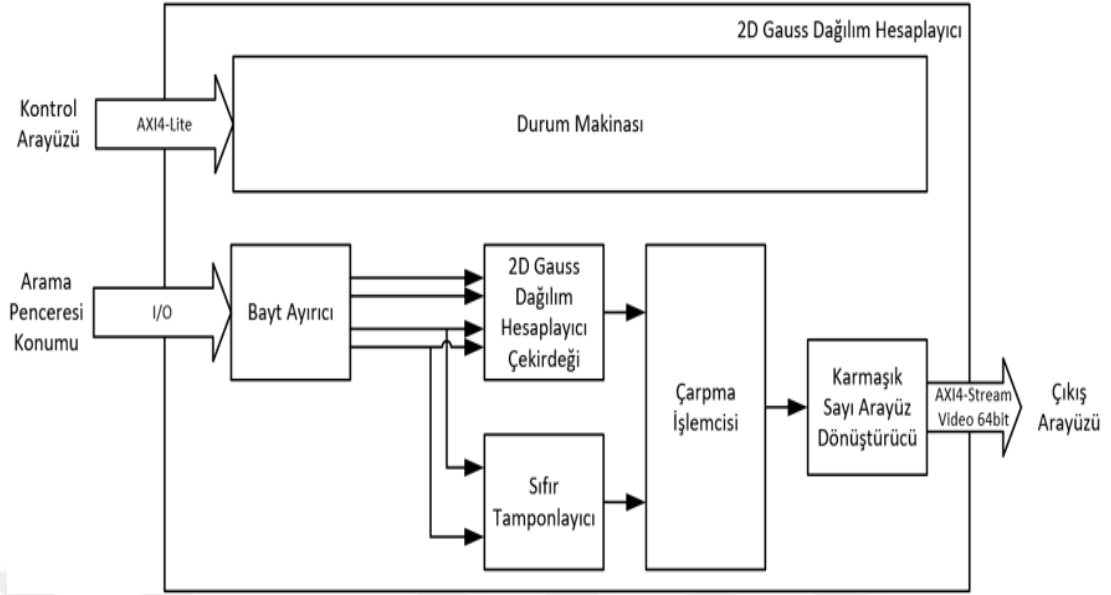 2D Gauss Dağılım Hesaplayıcı
Kontrol
Arayüzü
AXI4-Lite
Durum Makinası
Arama
Penceresi
Konumu
I/O
Bayt Ayırıcı
2D Gauss
Dağılım
Hesaplayıcı
Çekirdeği
Sıfır
Tamponlayıcı
Çarpma
İşlemcisi
Karmaşık
Sayı Arayüz
Dönüştürücü
AXI4-Stream
Video 64bit
Çıkış
Arayüzü